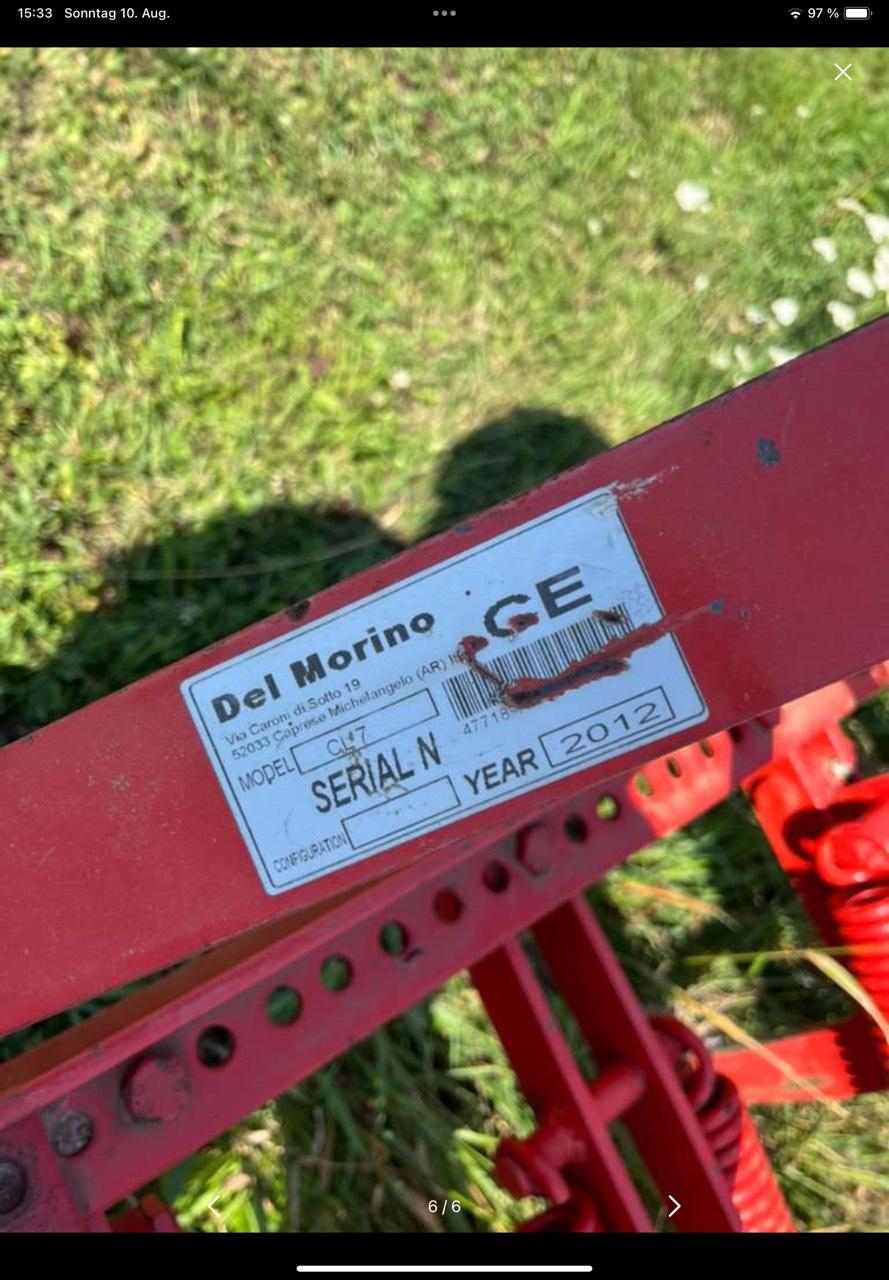 15:33 Sonntag 10. Aug.
97 %
Del Morino
CE
Via Caroni di Sotto 19
52033 Caprese Michelangelo (AR)
47718
MODEL
SERIAL N
YEAR 2012
CONFIGURATION
6 / 6